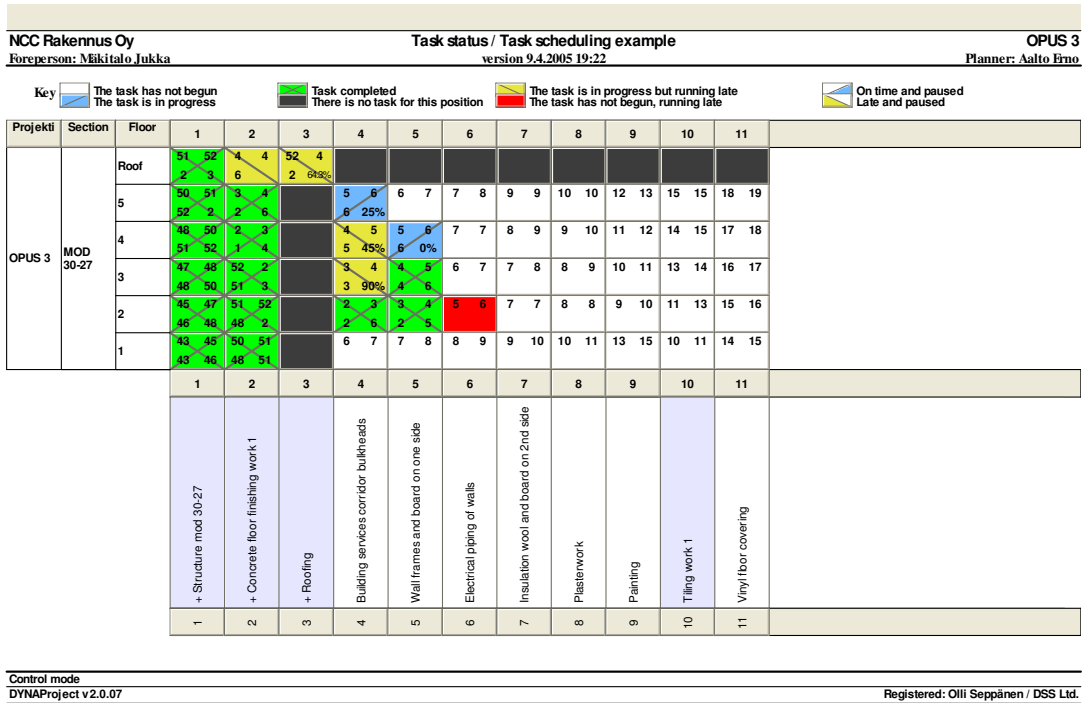 NCC Rakennus Oy Task status / Task scheduling example OPUS 3
Foreperson: Mäkitalo Jukka version 9.4.2005 19:22 Planner: Aalto Erno
Key The task has not begun Task completed The task is in progress but running late On time and paused
The task is in progress There is no task for this position The task has not begun, running late Late and paused
Projekti Section Floor 1 2 3 4 5 6 7 8 9 10 11
Roof 51 52 4 4 52 4
2 3 6 2 64.3%
5 50 51 3 4 5 6 6 7 7 8 9 9 10 10 12 13 15 15 18 19
52 2 2 6 6 25%
4 48 50 2 3 4 5 5 6 7 7 8 9 9 10 11 12 14 15 17 18
51 52 1 4 5 45% 6 0%
OPUS 3 MOD
30-27
3 47 48 52 2 3 4 4 5 6 7 7 8 8 9 10 11 13 14 16 17
48 50 51 3 3 90% 4 6
2 45 47 51 52 2 3 3 4 5 6 7 7 8 8 9 10 11 13 15 16
46 48 48 2 2 6 2 5
1 43 45 50 51 6 7 7 8 8 9 9 10 10 11 13 15 10 11 14 15
43 46 48 51
1 2 3 4 5 6 7 8 9 10 11
+ Structure mod 30-27
+ Concrete floor finishing work 1
+ Roofing
Building services corridor bulkheads
Wall frames and board on one side
Electrical piping of walls
Insulation wool and board on 2nd side
Plasterwork
Painting
Tiling work 1
Vinyl floor covering
1 2 3 4 5 6 7 8 9 10 11
Control mode
DYNAProject v2.0.07 Registered: Olli Seppänen / DSS Ltd.